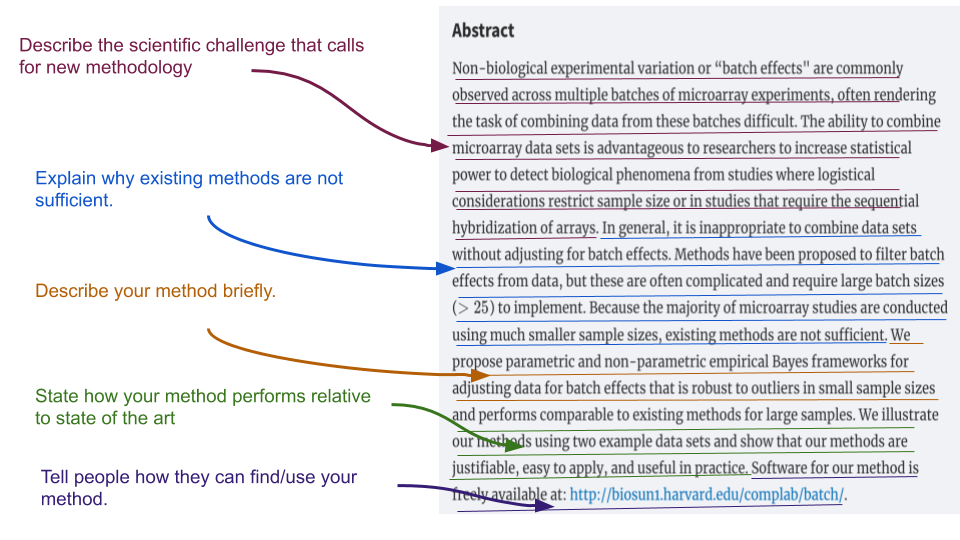 Describe the scientific challenge that calls
for new methodology
Explain why existing methods are not
sufficient.
Describe your method briefly.
State how your method performs relative
to state of the art
Tell people how they can find/use your
method.
Abstract
Non-biological experimental variation or “batch effects" are commonly
observed across multiple batches of microarray experiments, often rendering
the task of combining data from these batches difficult. The ability to combine
microarray data sets is advantageous to researchers to increase statistical
power to detect biological phenomena from studies where logistical
considerations restrict sample size or in studies that require the sequential
hybridization of arrays. In general, it is inappropriate to combine data sets
without adjusting for batch effects. Methods have been proposed to filter batch
effects from data, but these are often complicated and require large batch sizes
(> 25) to implement. Because the majority of microarray studies are conducted
using much smaller sample sizes, existing methods are not sufficient. We
propose parametric and non-parametric empirical Bayes frameworks for
adjusting data for batch effects that is robust to outliers in small sample sizes
and performs comparable to existing methods for large samples. We illustrate
our methods using two example data sets and show that our methods are
justifiable, easy to apply, and useful in practice. Software for our method is
freely available at: http://biosun1.harvard.edu/complab/batch/.